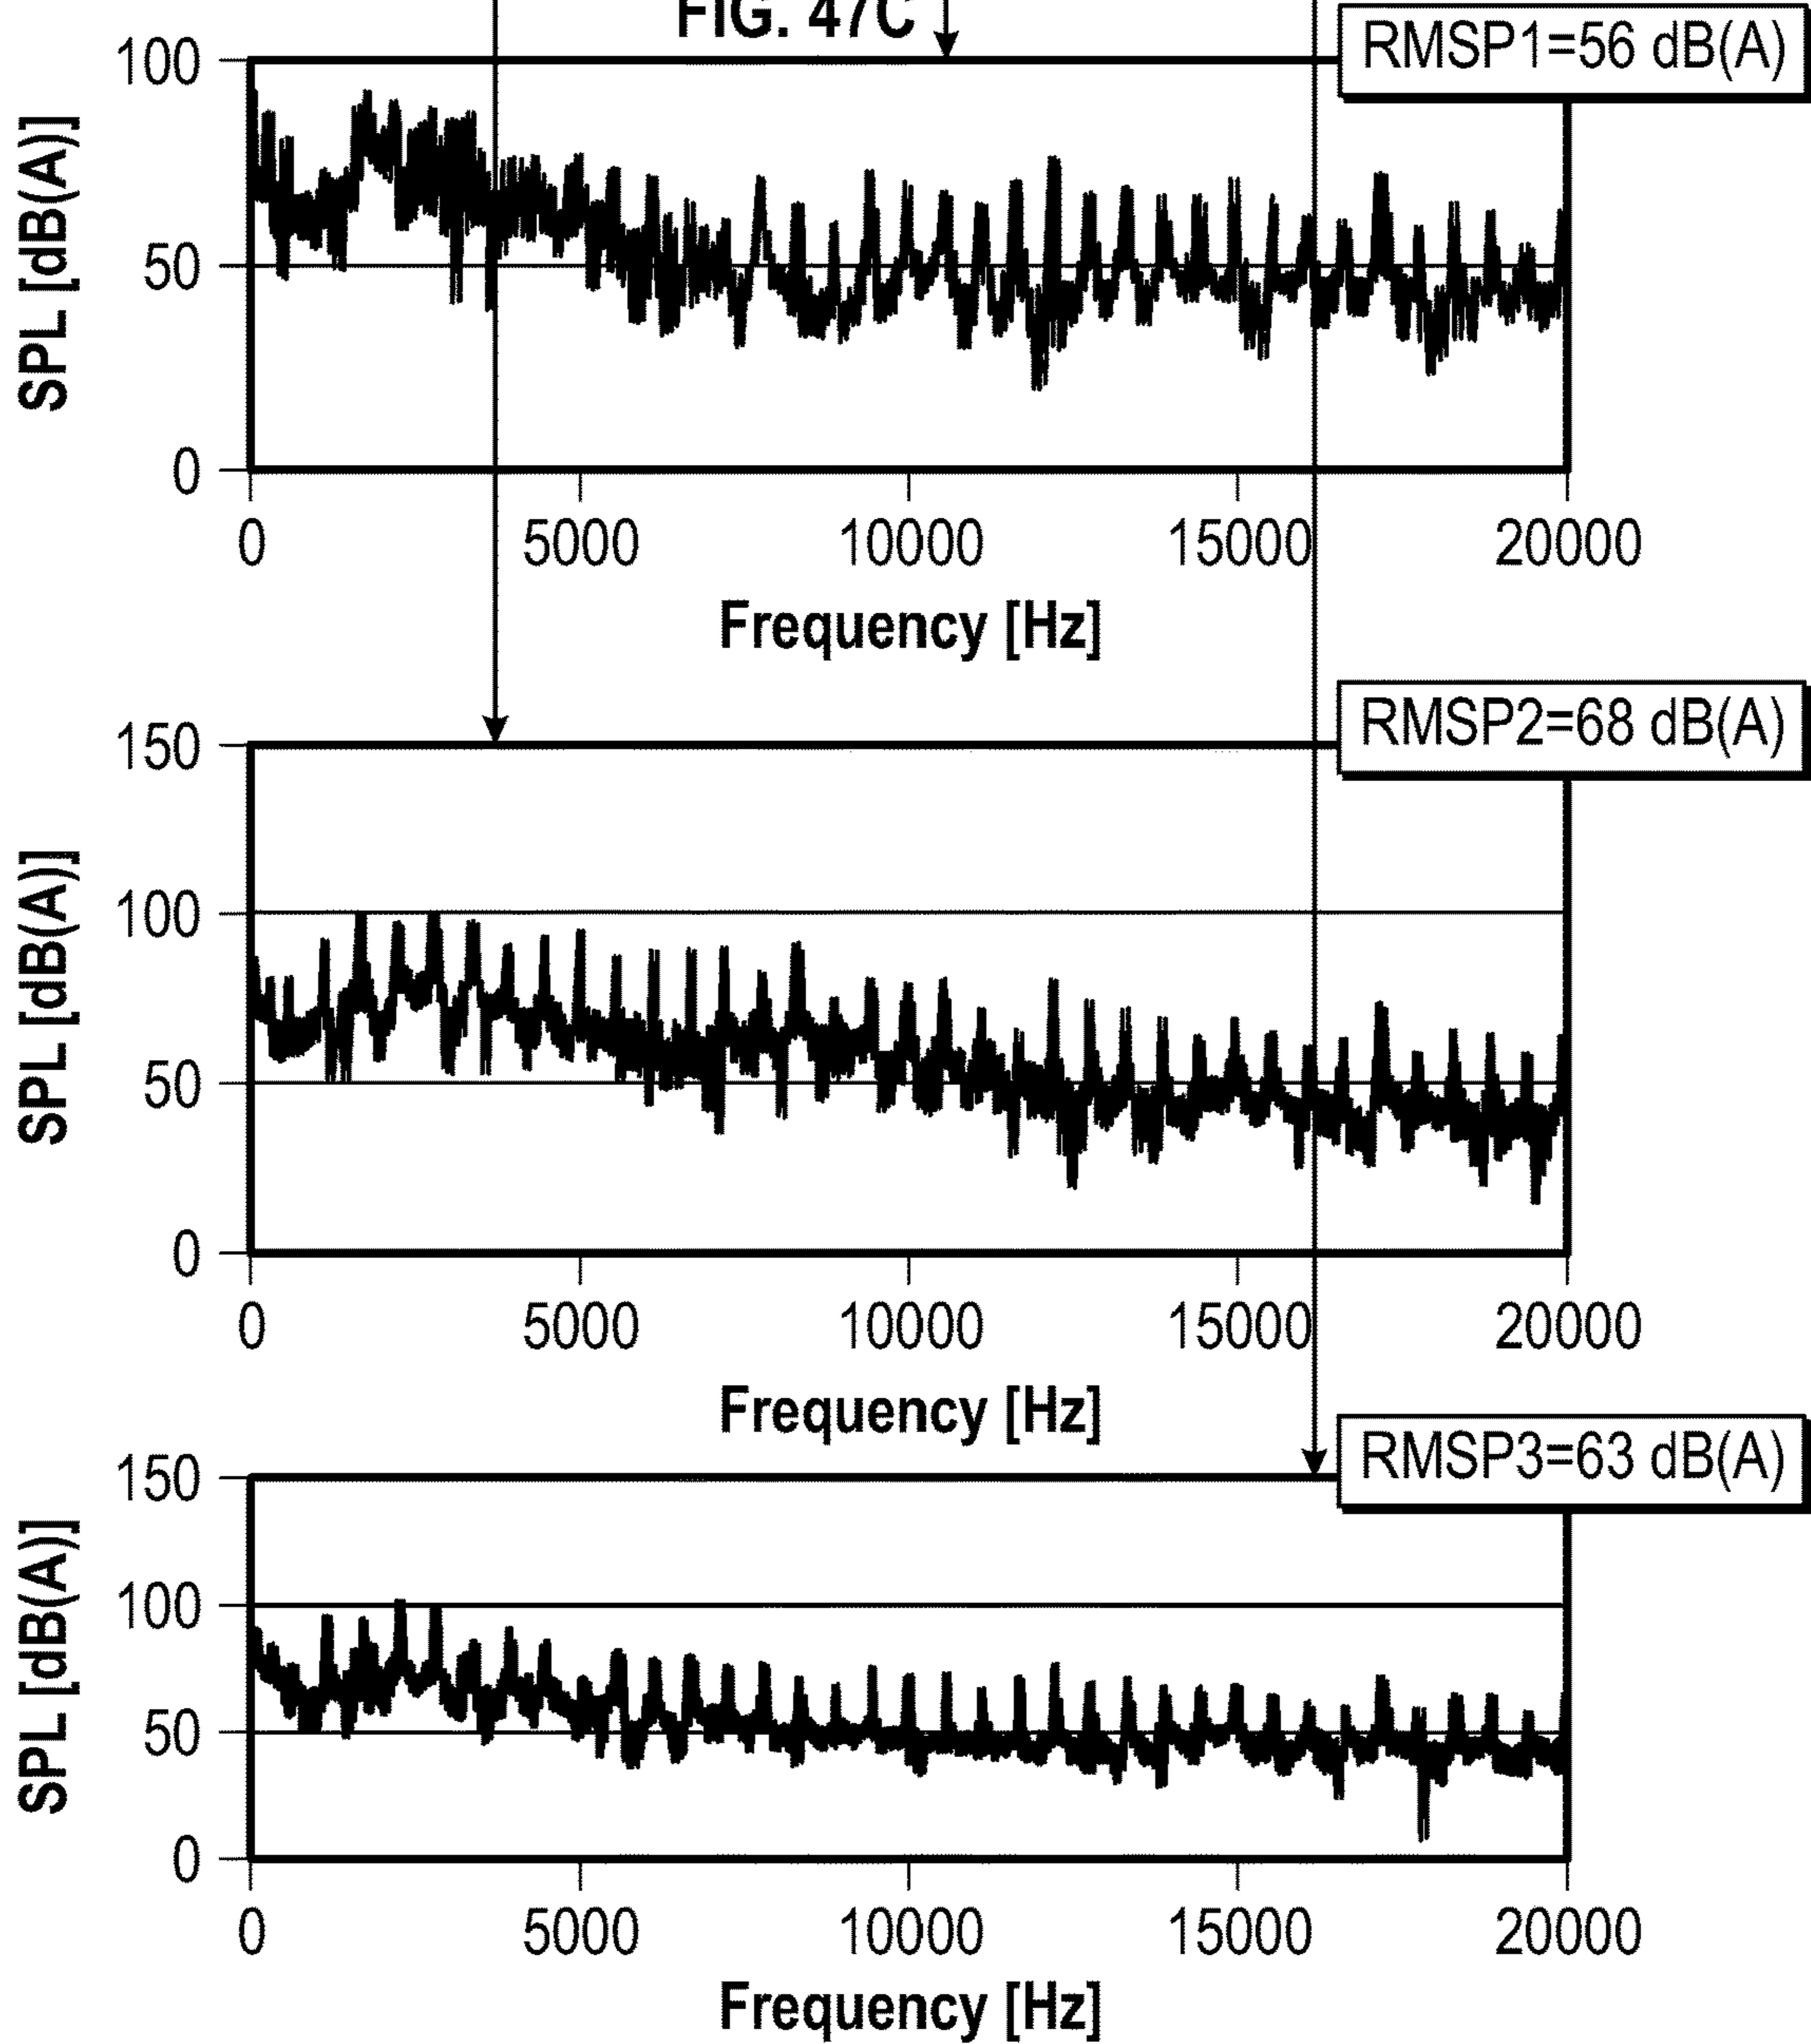 FIG. 47C
RMSP1=56 dB(A)
SPL [dB(A)]
100
50
0
0 5000 10000 15000 20000
Frequency [Hz]
RMSP2=68 dB(A)
SPL [dB(A)]
150
100
50
0
0 5000 10000 15000 20000
Frequency [Hz]
RMSP3=63 dB(A)
SPL [dB(A)]
150
100
50
0
0 5000 10000 15000 20000
Frequency [Hz]